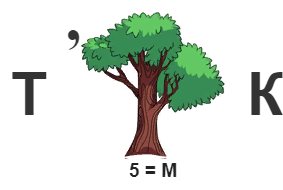 Т , К
5 = М